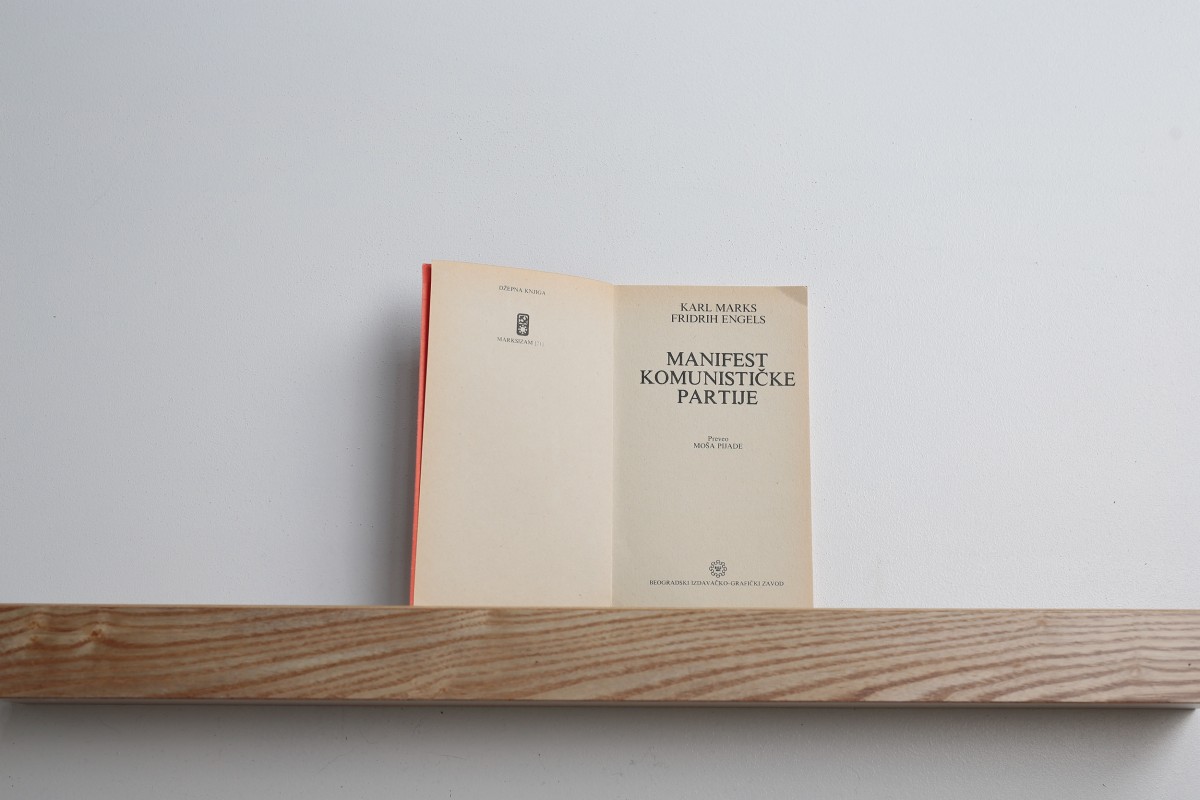 DŽEPNA KNJIGA
MARKSIZAM
KARL MARKS
FRIDRIH ENGELS
MANIFEST
KOMUNISTIČKE
PARTIJE
Preveo
MOŠA PIJADE
BEOGRADSKI IZDAVAČKO-GRAFIČKI ZAVOD